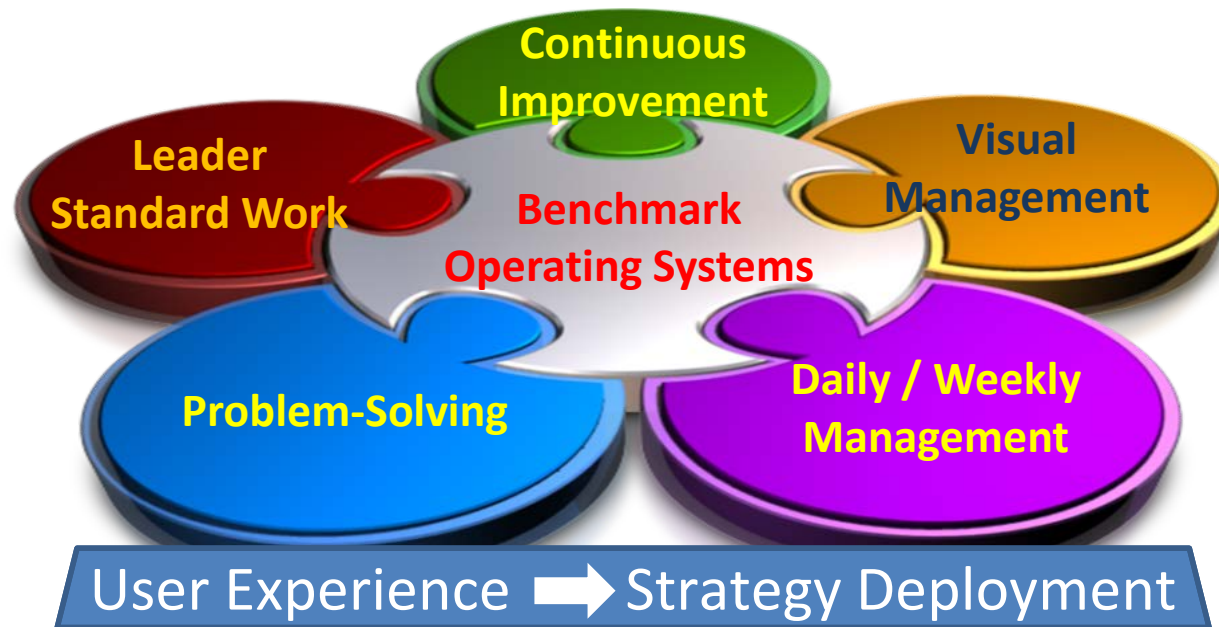 Continuous
Improvement
Leader
Standard Work
Visual
Management
Benchmark
Operating Systems
Problem-Solving
Daily / Weekly
Management
User Experience Strategy Deployment